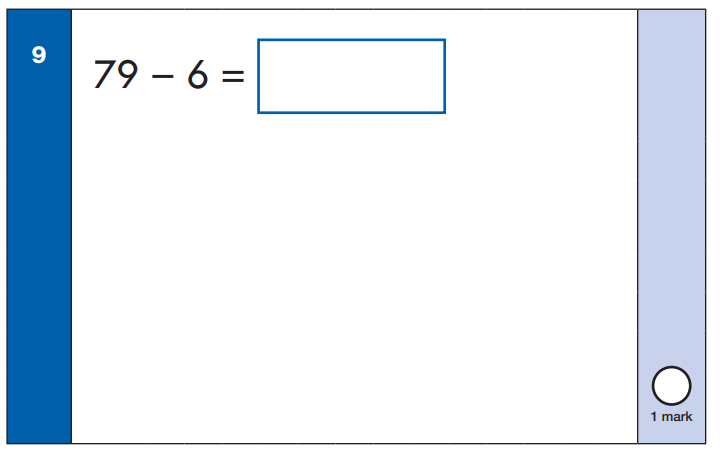 9
79 – 6 =
1 mark